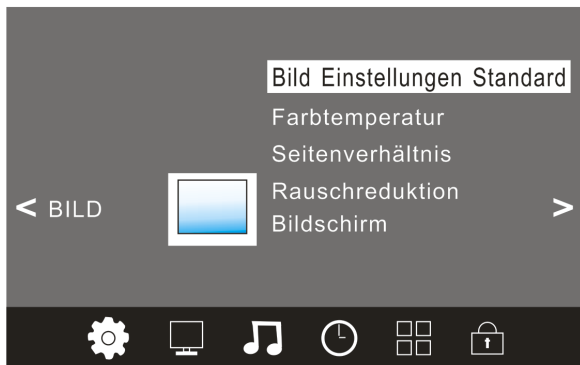 Bild Einstellungen Standard
Farbtemperatur
Seitenverhältnis
Rauschreduktion
< BILD >
Bildschirm